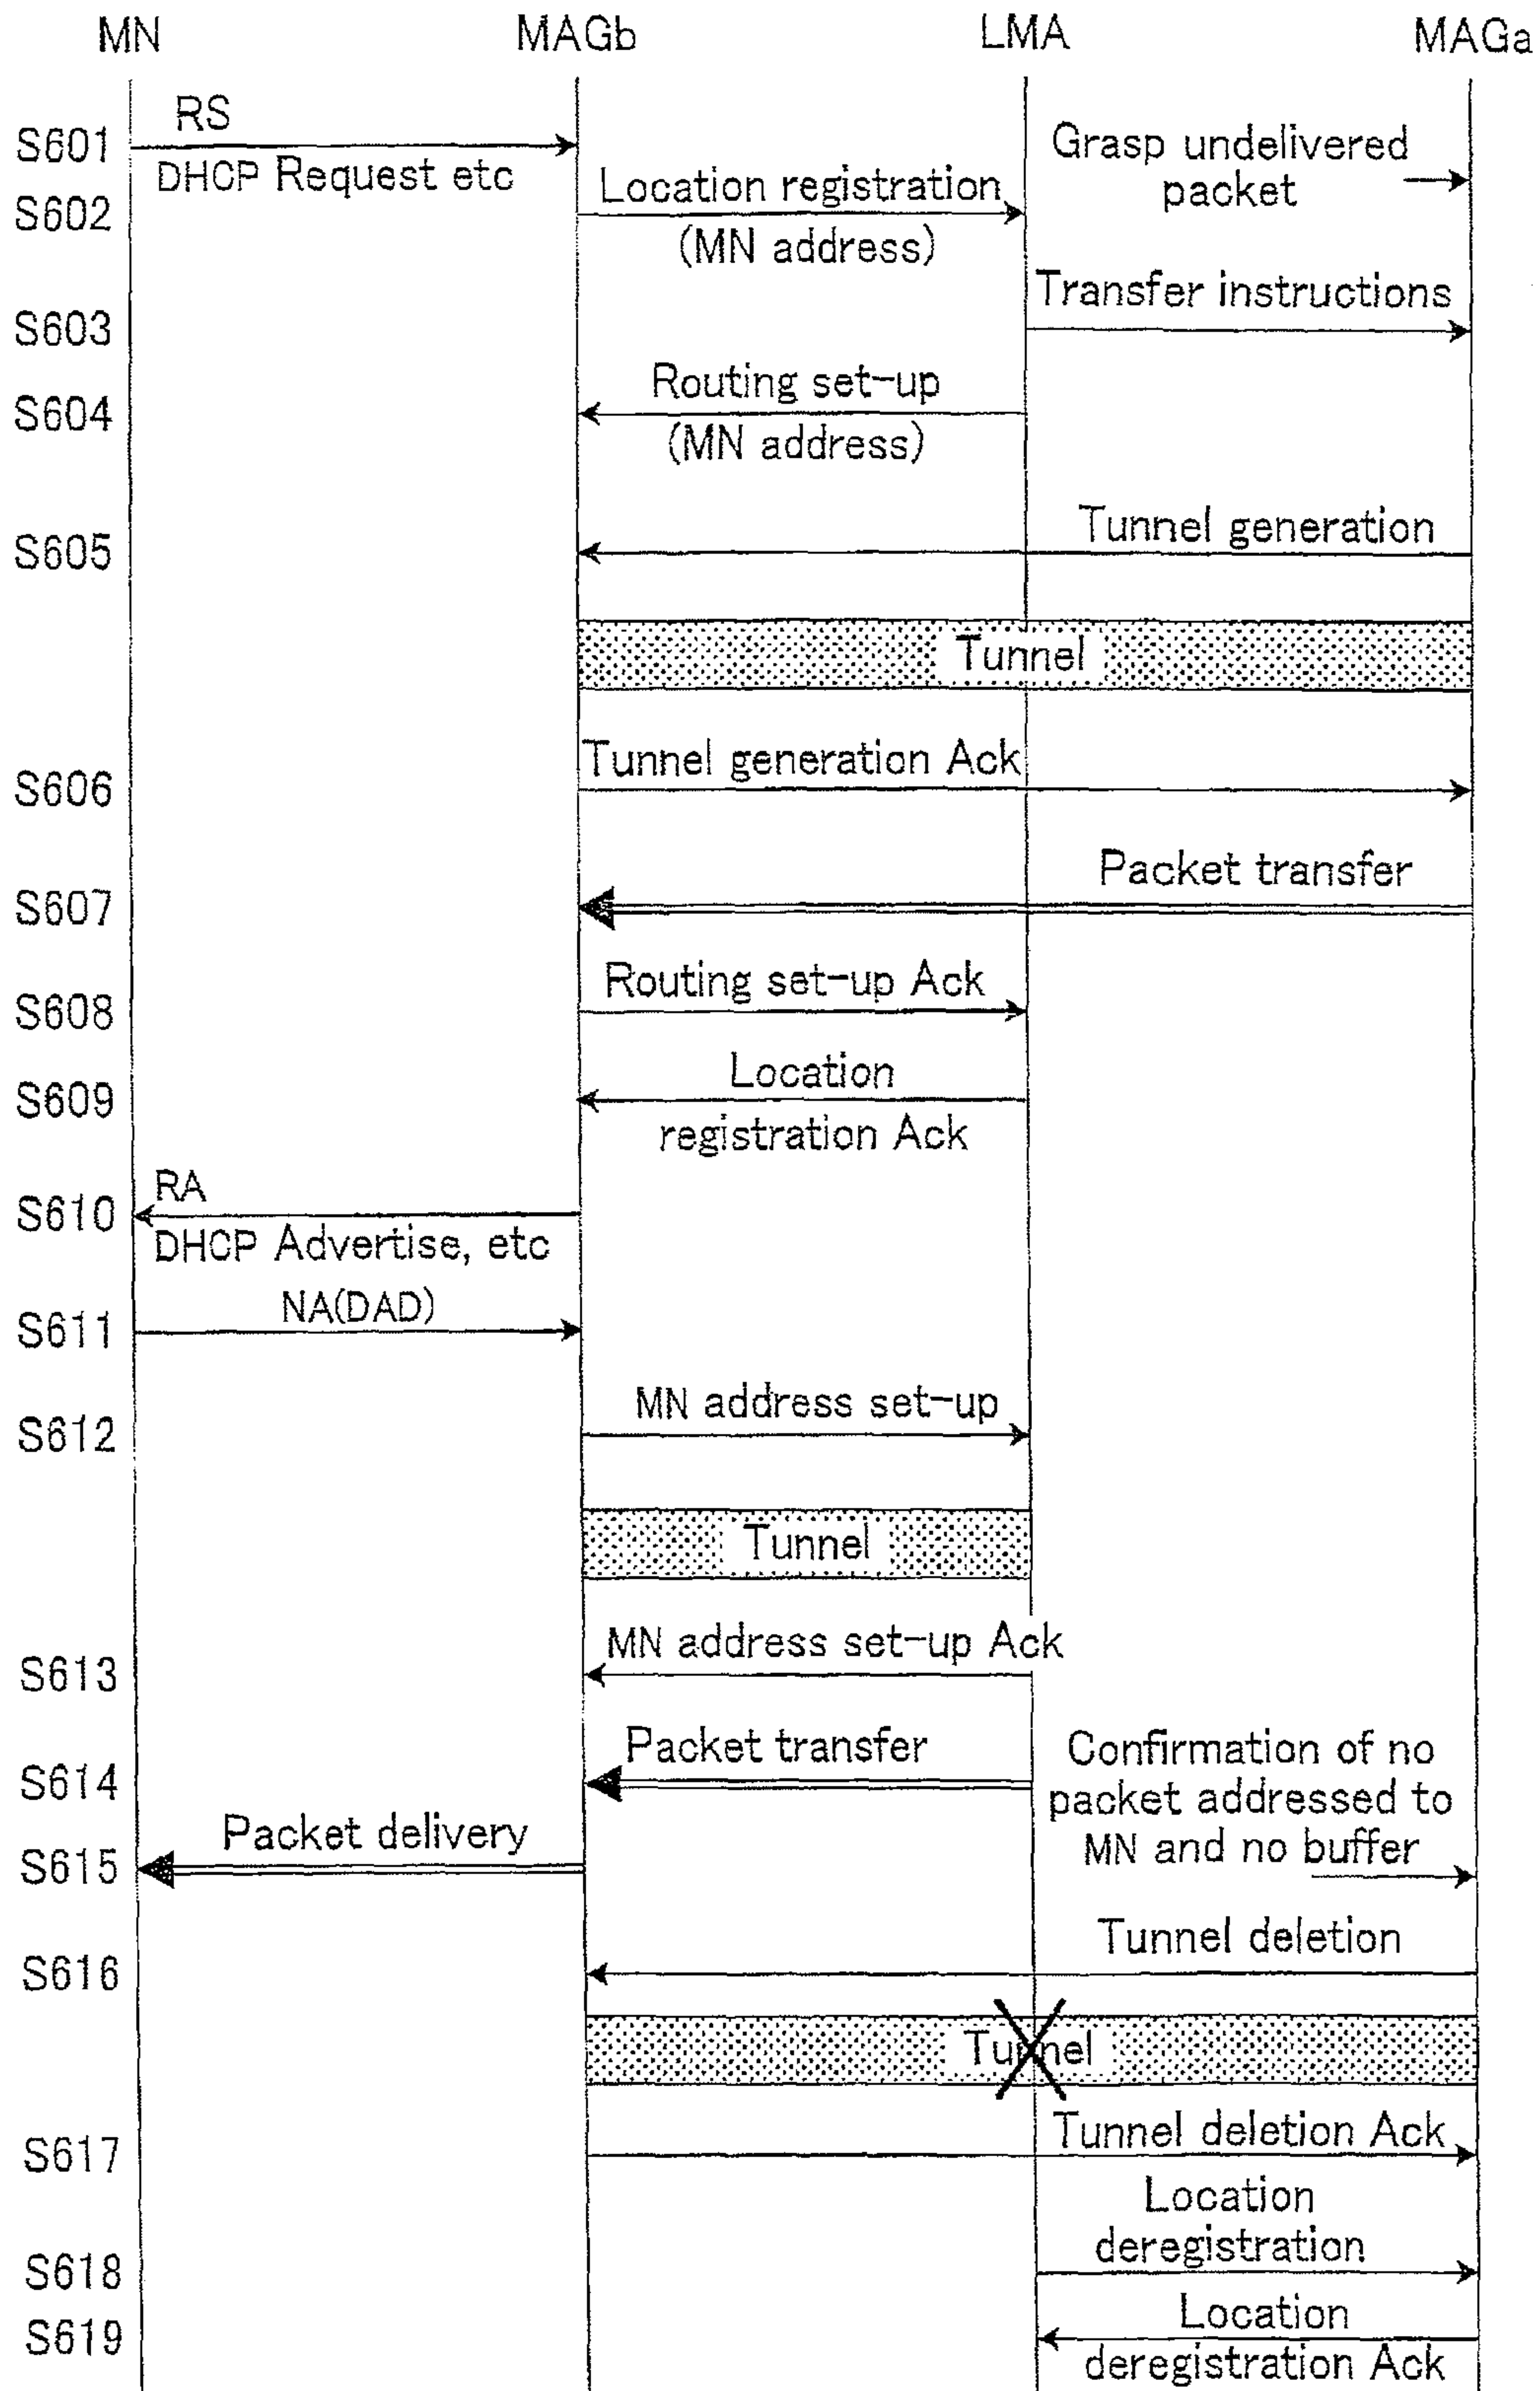 MN MAGb LMA MAGa
RS
S601
DHCP Request etc
Grasp undelivered
packet
Location registration
S602
(MN address)
Transfer instructions
S603
Routing set-up
S604
(MN address)
Tunnel generation
S605
Tunnel
Tunnel generation Ack
S606
Packet transfer
S607
Routing set-up Ack
S608
Location
S609
registration Ack
RA
S610
DHCP Advertise, etc
NA(DAD)
S611
MN address set-up
S612
Tunnel
MN address set-up Ack
S613
Packet transfer
S614
Confirmation of no
packet addressed to
MN and no buffer
Packet delivery
S615
Tunnel deletion
S616
Tunnel
Tunnel deletion Ack
S617
Location
deregistration
S618
Location
S619
deregistration Ack